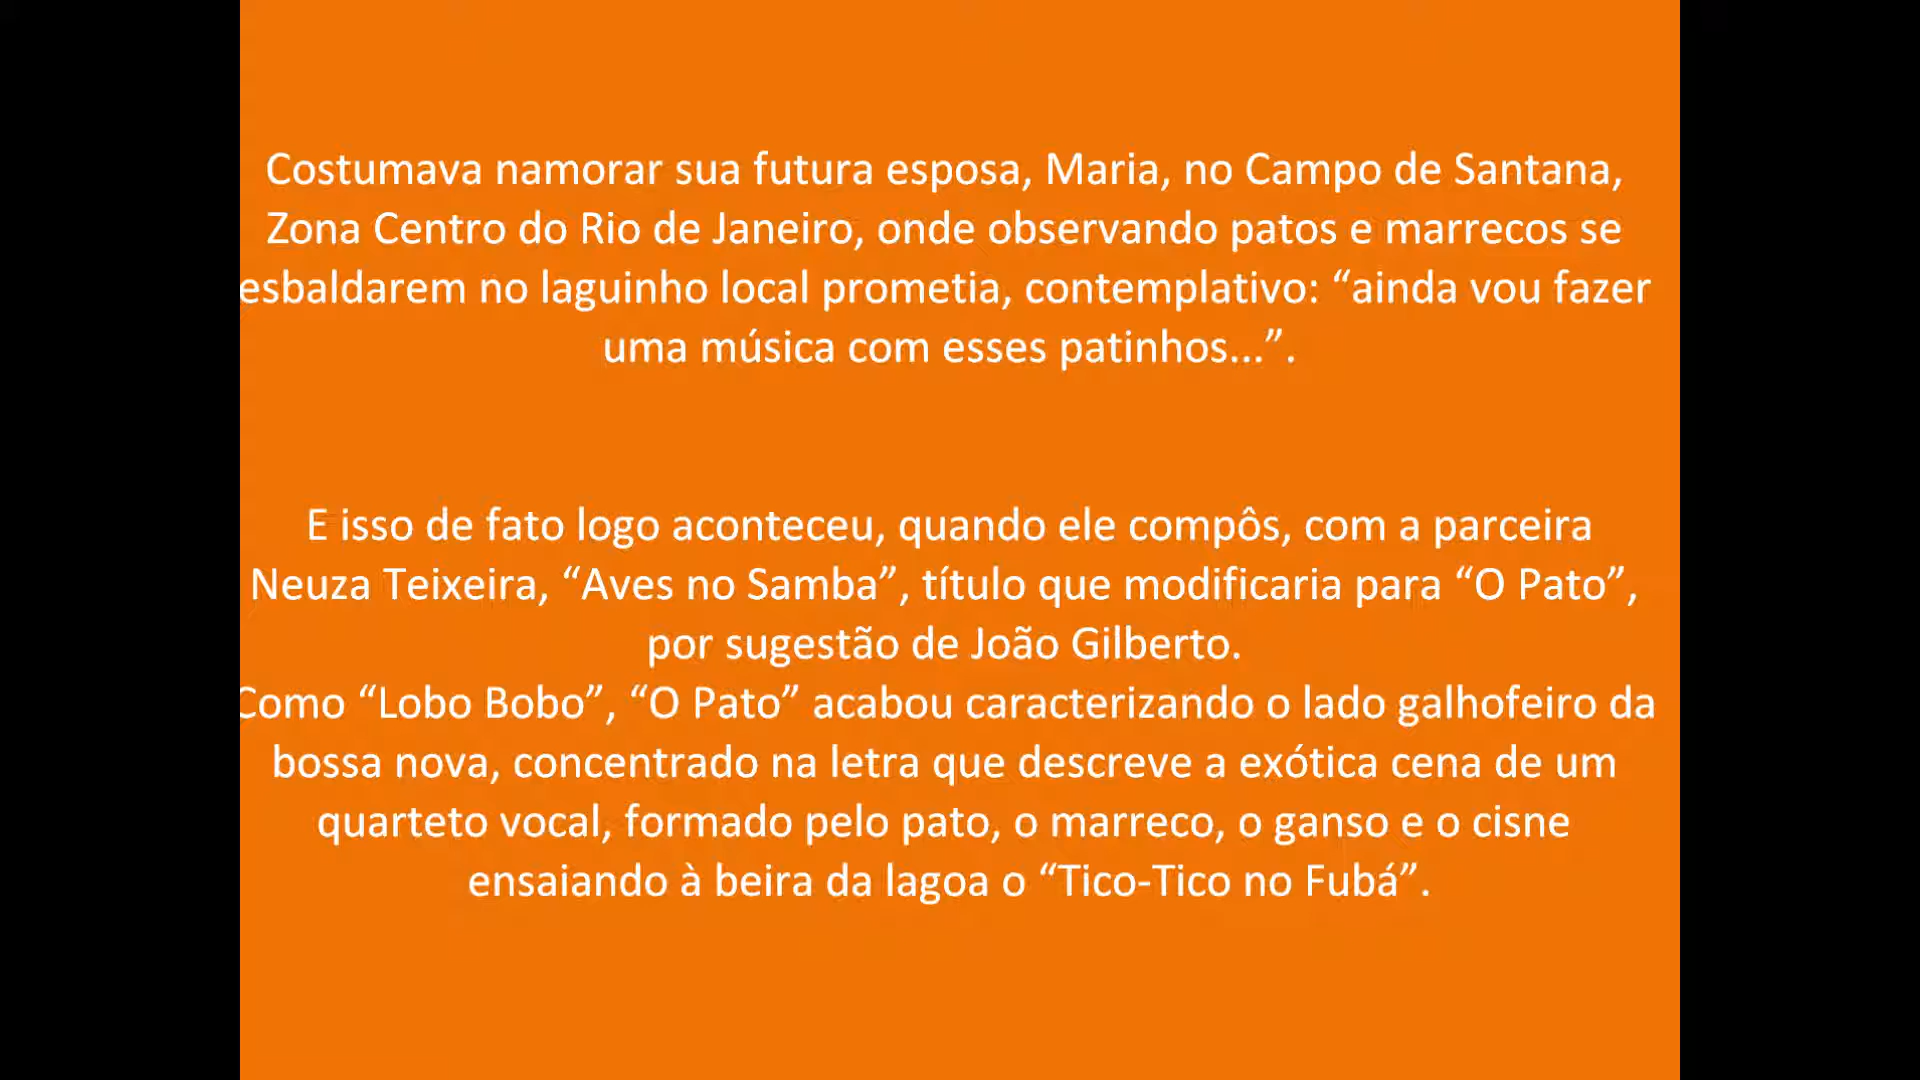 Costumava namorar sua futura esposa, Maria, no Campo de Santana,
Zona Centro do Rio de Janeiro, onde observando patos e marrecos se
esbaldarem no laguinho local prometia, contemplativo: “ainda vou fazer
uma música com esses patinhos...”.
E isso de fato logo aconteceu, quando ele compôs, com a parceira
Neuza Teixeira, “Aves no Samba”, título que modificaria para “O Pato”,
por sugestão de João Gilberto.
Como “Lobo Bobo”, “O Pato” acabou caracterizando o lado galhofeiro da
bossa nova, concentrado na letra que descreve a exótica cena de um
quarteto vocal, formado pelo pato, o marreco, o ganso e o cisne
ensaiando à beira da lagoa o “Tico-Tico no Fubá”.